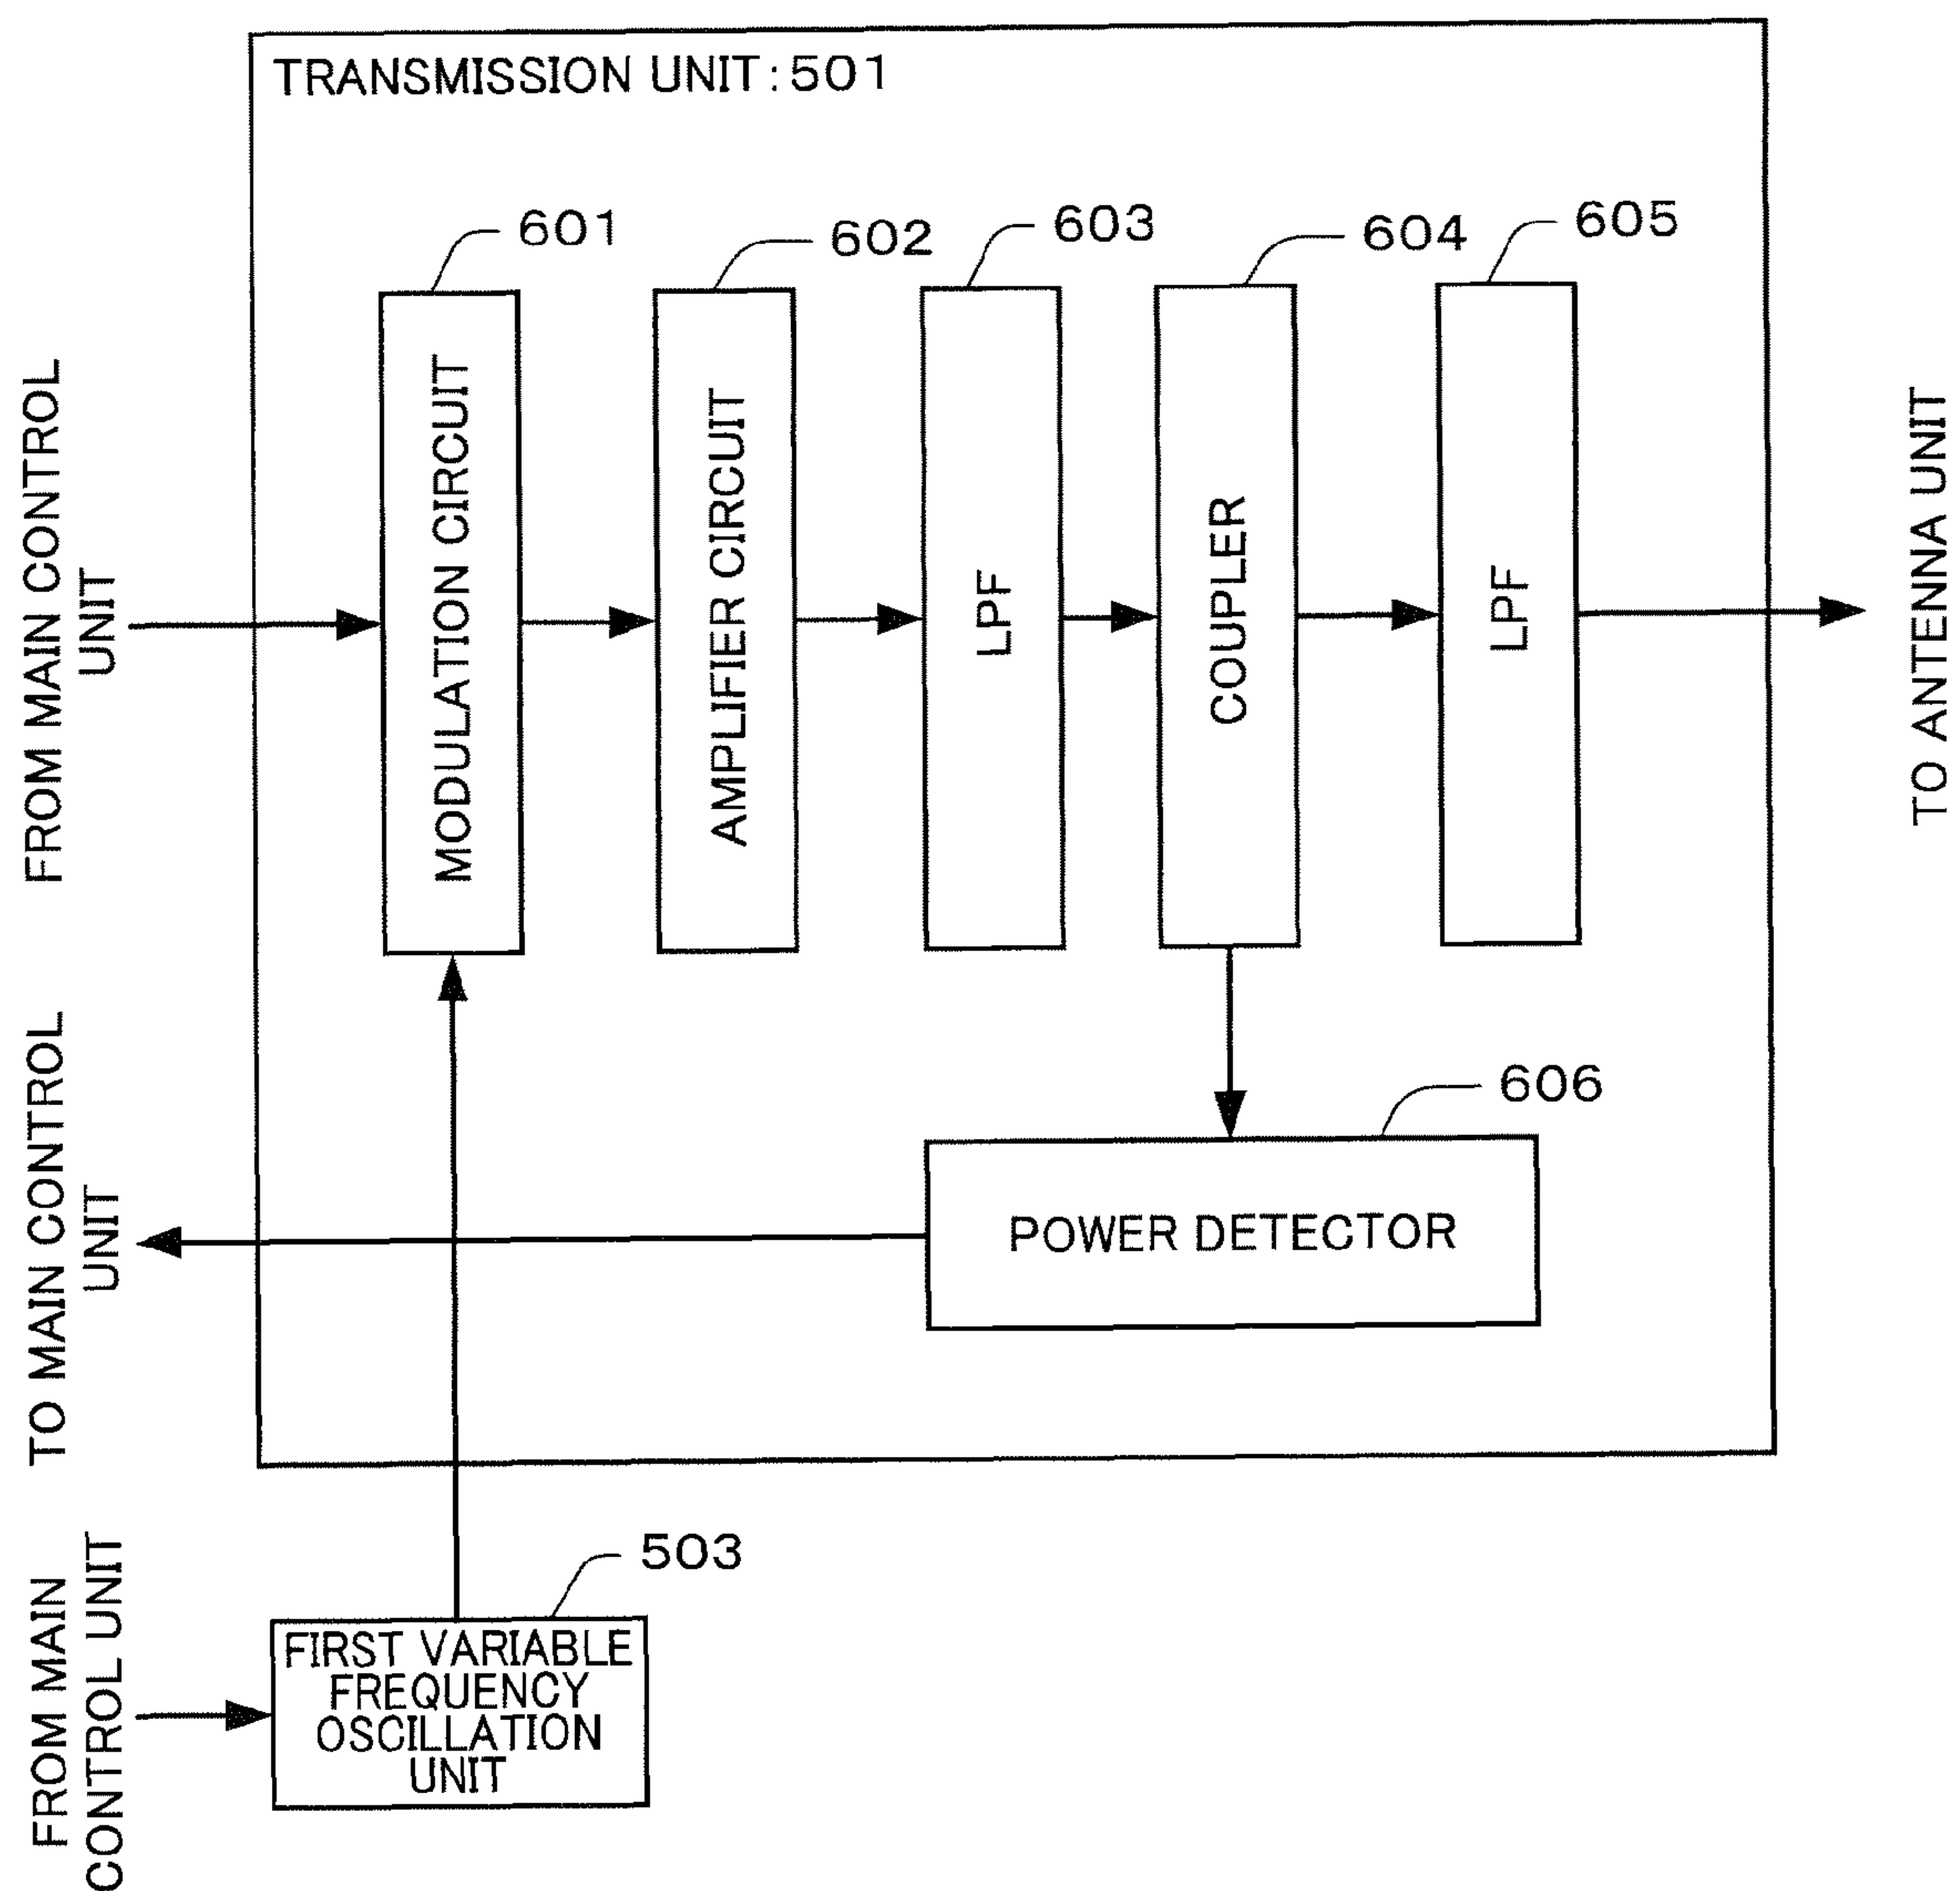 TRANSMISSION UNIT:501
601
602
603
604
605
FROM MAIN CONTROL
UNIT
MODULATION CIRCUIT
AMPLIFIER CIRCUIT
LPF
COUPLER
LPF
TO ANTENNA UNIT
TO MAIN CONTROL
UNIT
606
POWER DETECTOR
FROM MAIN
CONTROL UNIT
503
FIRST VARIABLE
FREQUENCY
OSCILLATION
UNIT